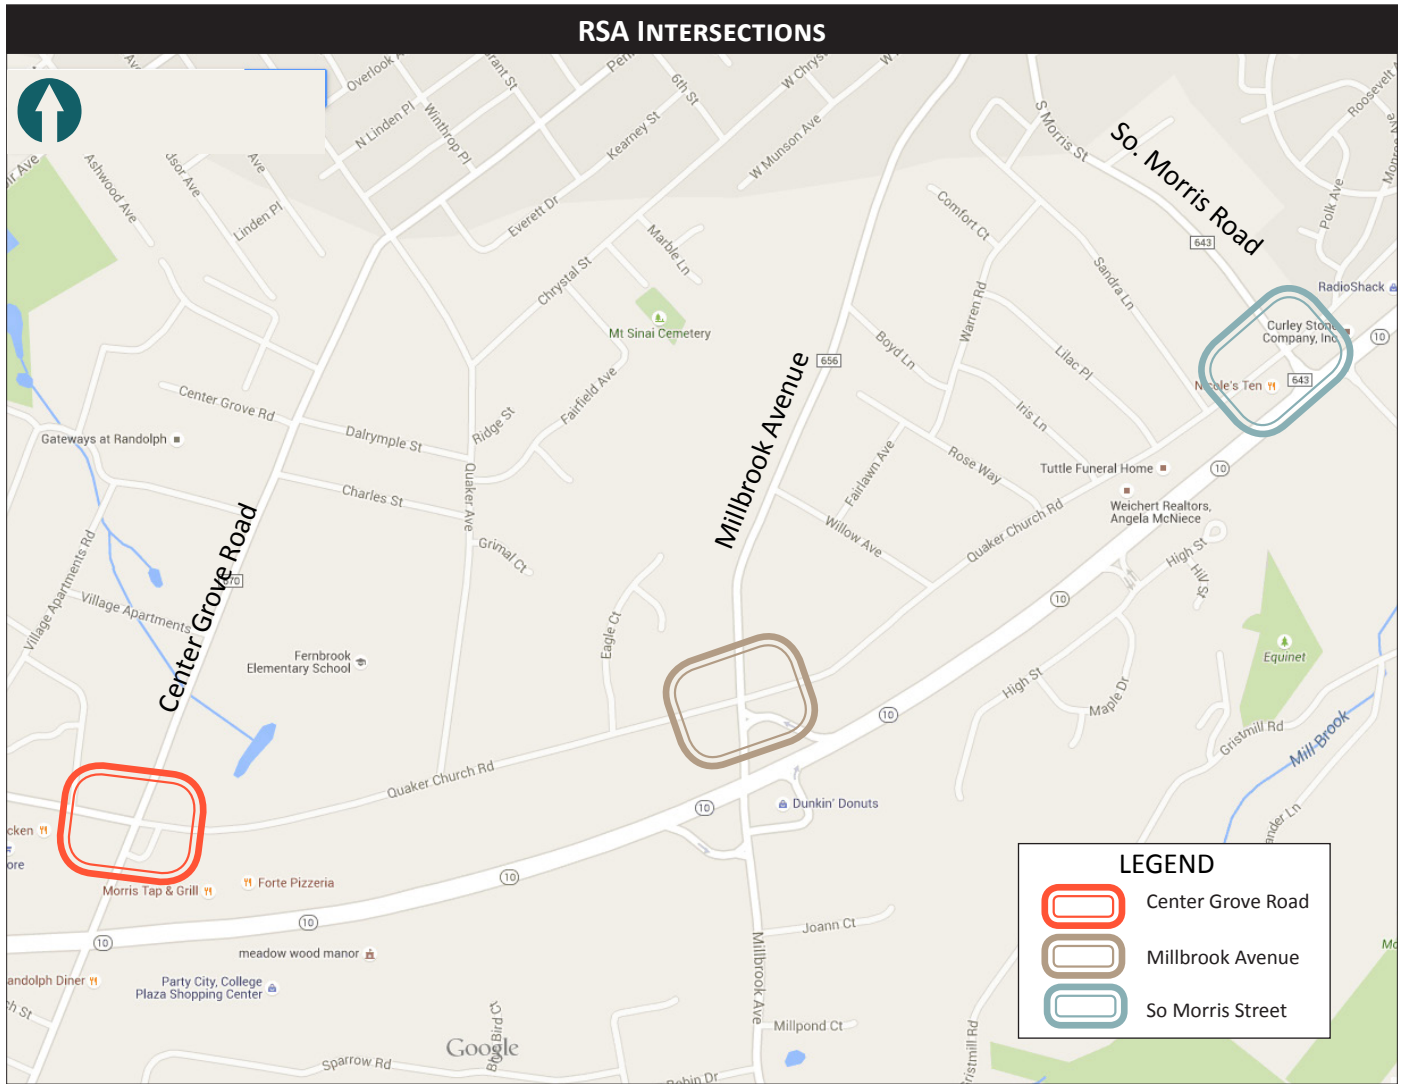 RSA INTERSECTIONS
Overlook
N Linden Pl
Winthrop Pl
6th St
Kearney St
W Munson Ave
S Morris St
So. Morris Road
Roosevelt
Ashwood Ave
Ave
Linden Pl
Everett Dr
Marble Ln
Chrystal St
Comfort Ct
Sandra Ln
Polk Ave
643
RadioShack
Mt Sinai Cemetery
Warren Rd
Curley Stone
Company, Inc
10
Boyd Ln
Lilac Pl
656
Millbrook Avenue
Nicole's Ten
643
Center Grove Rd
Dalrymple St
Ridge St
Fairfield Ave
Iris Ln
Gateways at Randolph
Quaker Ave
Charles St
Fairlawn Ave
Rose Way
Tuttle Funeral Home
10
Weichert Realtors,
Angela McNiece
Willow Ave
Quaker Church Rd
Grimal Ct
High St
Hill St
Center Grove Road
Village Apartments Rd
Village Apartments
10
Eagle Ct
Fernbrook
Elementary School
Equinet
High St
Maple Dr
10
Gristmill Rd
Mill Brook
Quaker Church Rd
10
Dunkin' Donuts
Morris Tap & Grill
Forte Pizzeria
10
10
10
meadow wood manor
Party City, College
Plaza Shopping Center
Joann Ct
Millbrook Ave
Millpond Ct
Sparrow Rd
Google
LEGEND
Center Grove Road
Millbrook Avenue
So Morris Street